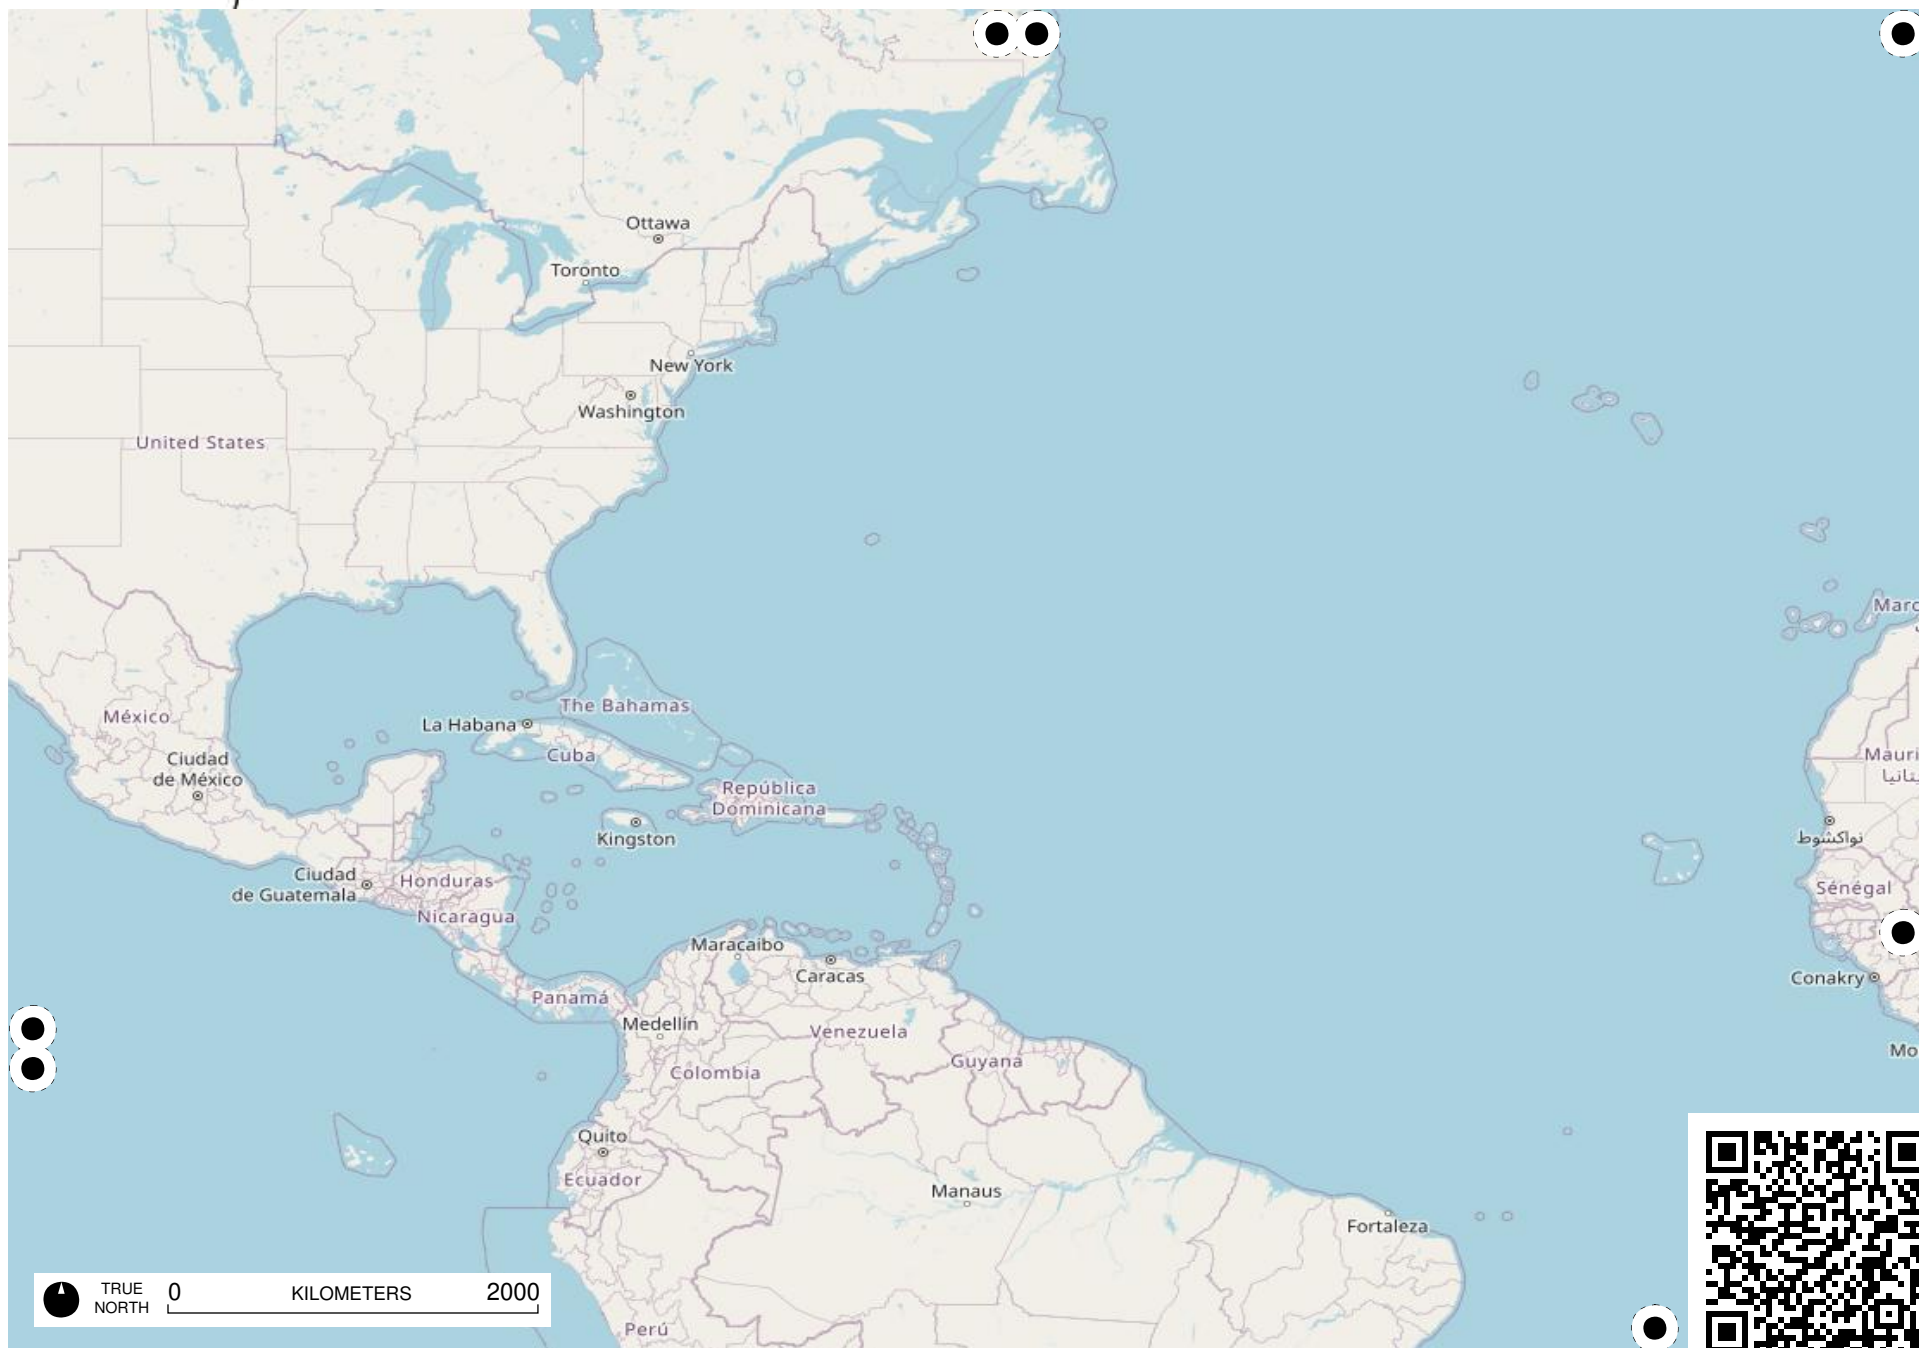 Ottawa
Toronto
New York
Washington
United States
México
Ciudad
de México
La Habana
The Bahamas
Cuba
República
Dominicana
Kingston
Ciudad
de Guatemala
Honduras
Nicaragua
Maracaibo
Caracas
Panamá
Medellín
Venezuela
Colombia
Guyana
Quito
Ecuador
Manaus
Fortaleza
Perú
Maro
Mauri
نواكشوط
Sénégal
Conakry
Mo
TRUE
NORTH
0 KILOMETERS 2000